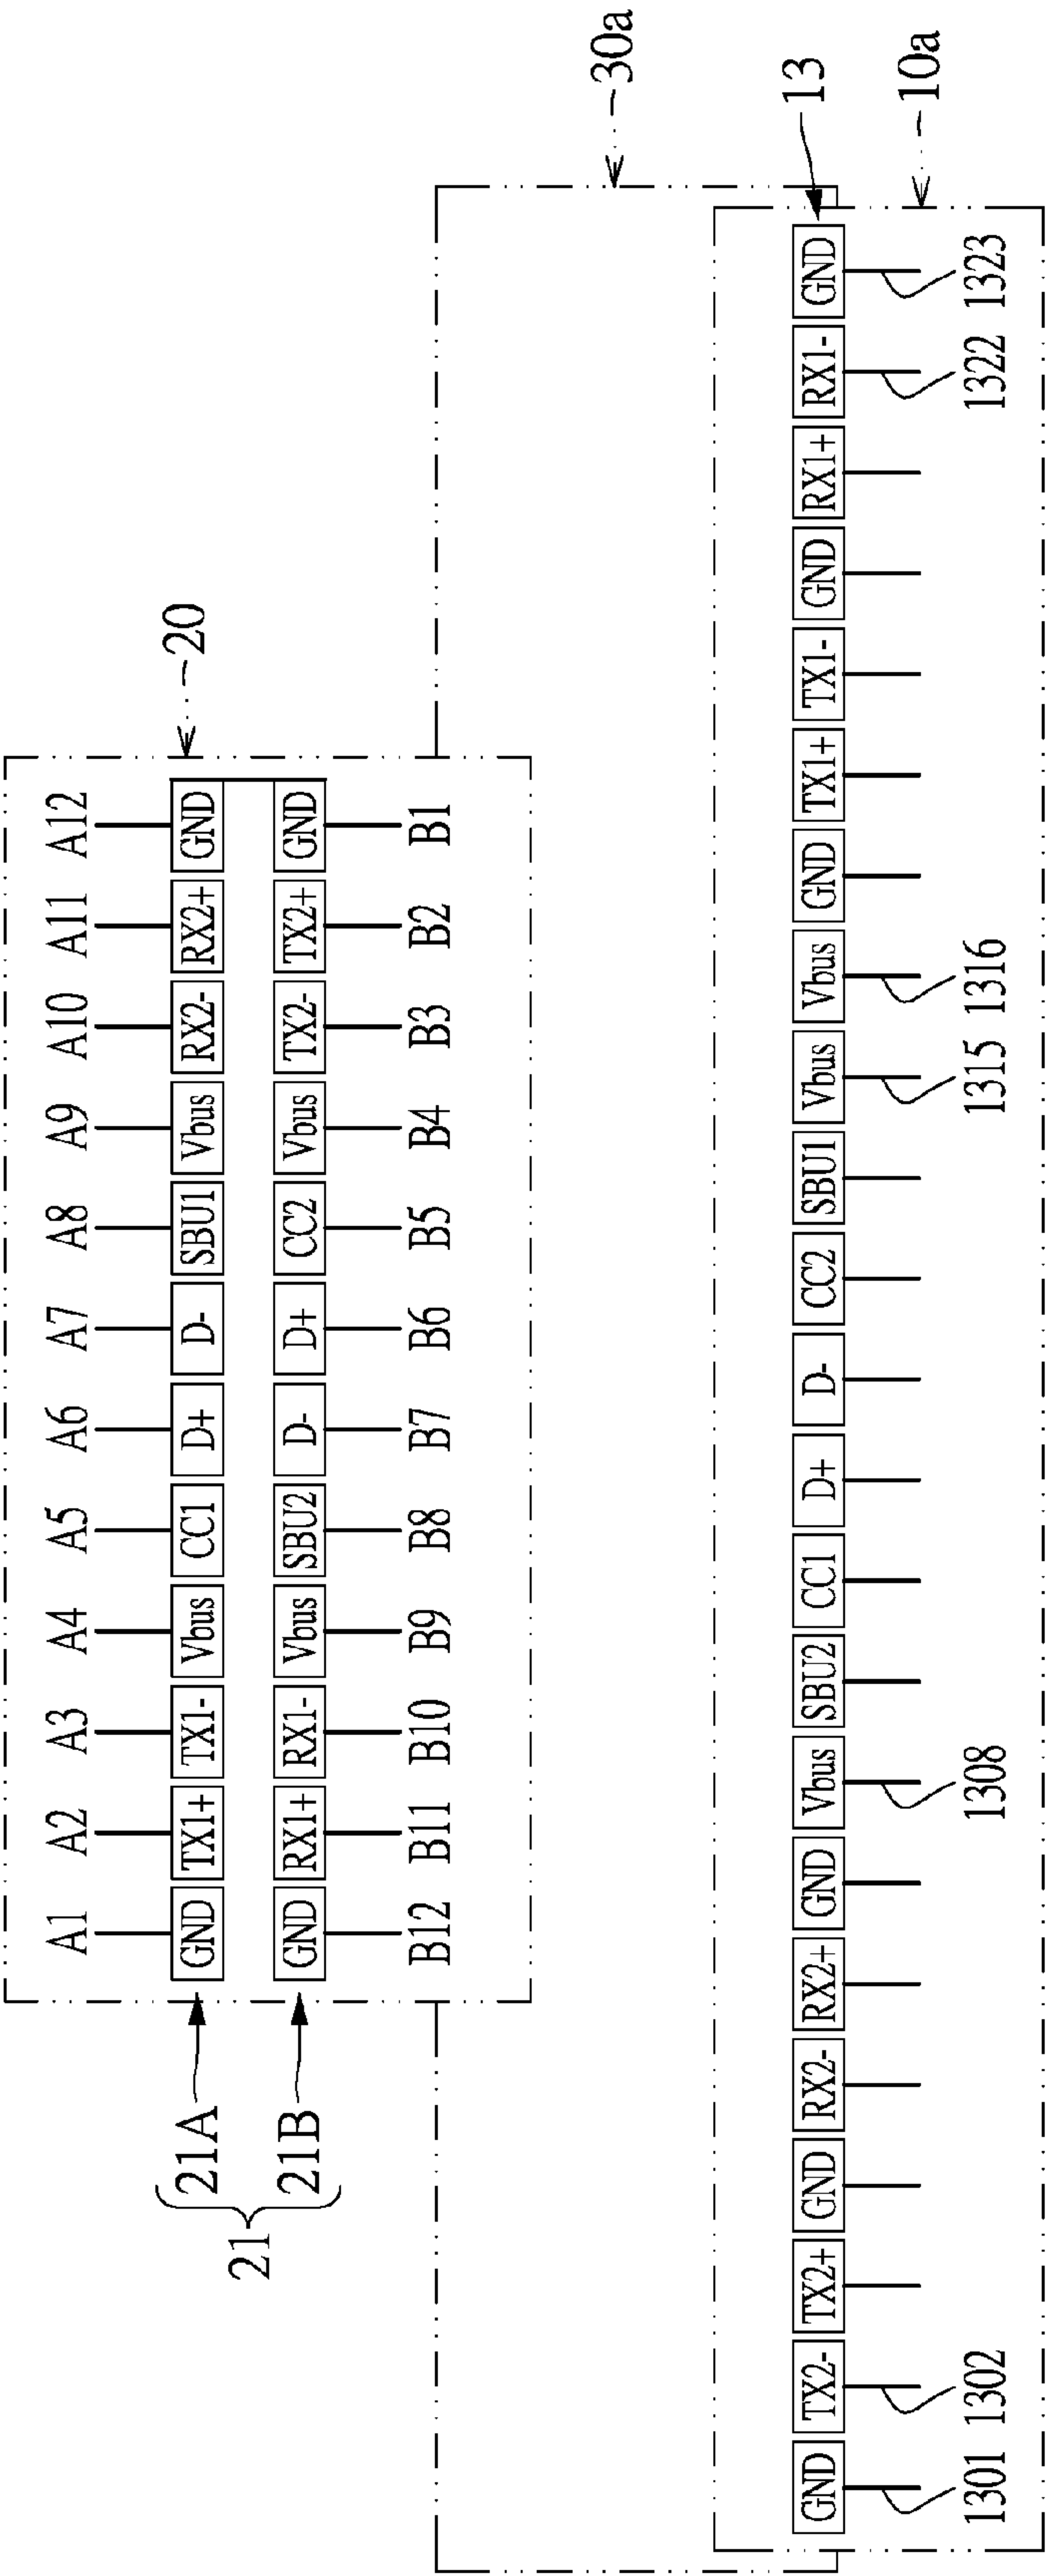 A1 A2 A3 A4 A5 A6 A7 A8 A9 A10 A11 A12
21A GND TX1+ TX1- Vbus CC1 D+ D- SBU1 Vbus RX2- RX2+ GND 20
21
21B GND RX1+ RX1- Vbus SBU2 D- D+ CC2 Vbus TX2- TX2+ GND
B12 B11 B10 B9 B8 B7 B6 B5 B4 B3 B2 B1
30a
13
GND TX2- TX2+ GND RX2- RX2+ GND Vbus SBU2 CC1 D+ D- CC2 SBU1 Vbus Vbus GND TX1+ TX1- GND RX1+ RX1- GND
10a
1301 1302 1308 1315 1316 1322 1323